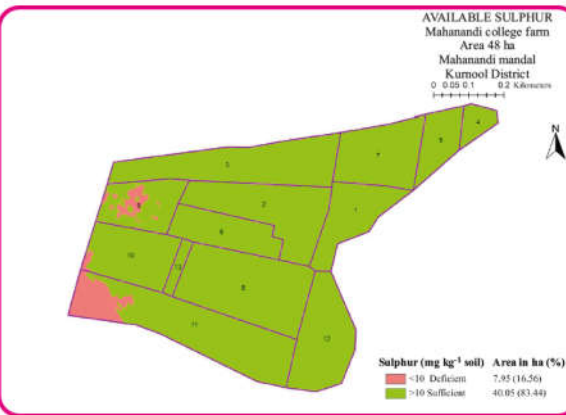 AVAILABLE SULPHUR
Mahanandi college farm
Area 48 ha
Mahanandi mandal
Kurnool District
0 0.05 0.1 0.2 Kilometers
N
4
7
5
2
1
6
10
13
8
11
12
Sulphur (mg kg⁻¹ soil) Area in ha (%)
<10 Deficient 7.95 (16.56)
>10 Sufficient 40.05 (83.44)